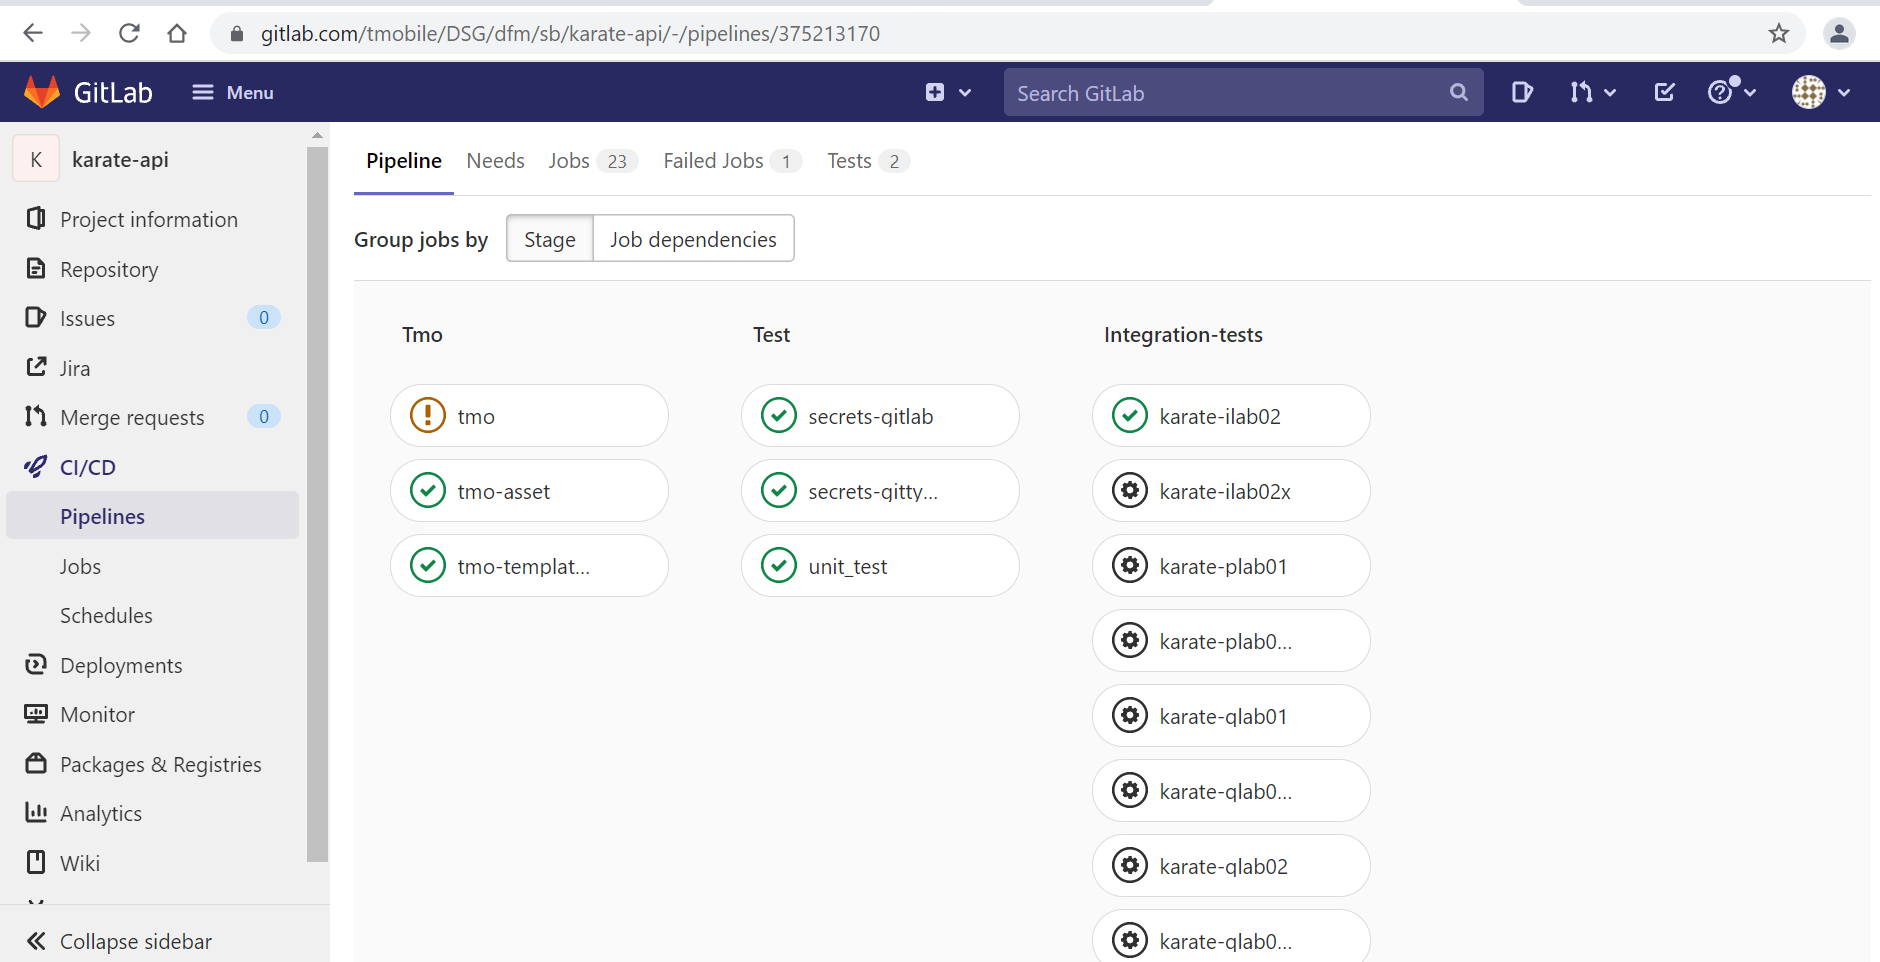 gitlab.com/tmobile/DSG/dfm/sb/karate-api/-/pipelines/375213170
GitLab
Menu
Search GitLab
K
karate-api
Project information
Repository
Issues
0
Jira
Merge requests
0
CI/CD
Pipelines
Jobs
Schedules
Deployments
Monitor
Packages & Registries
Analytics
Wiki
Collapse sidebar
Pipeline
Needs
Jobs 23
Failed Jobs 1
Tests 2
Group jobs by
Stage
Job dependencies
Tmo
tmo
tmo-asset
tmo-templat...
Test
secrets-gitlab
secrets-gitty...
unit_test
Integration-tests
karate-ilab02
karate-ilab02x
karate-plab01
karate-plab0...
karate-qlab01
karate-qlab0...
karate-qlab02
karate-qlab0...